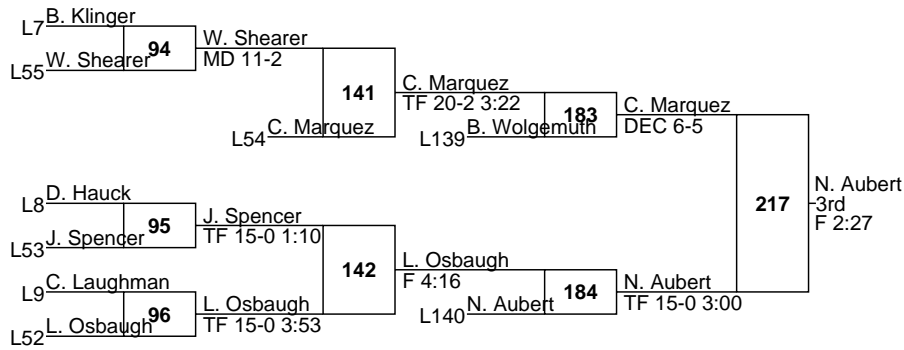 L7 B. Klinger
94
L55 W. Shearer
W. Shearer
MD 11-2
141
L54 C. Marquez
C. Marquez
TF 20-2 3:22
183
L139 B. Wolgemuth
C. Marquez
DEC 6-5
L8 D. Hauck
95
L53 J. Spencer
J. Spencer
TF 15-0 1:10
142
L9 C. Laughman
96
L52 L. Osbaugh
L. Osbaugh
TF 15-0 3:53
L. Osbaugh
F 4:16
184
L140 N. Aubert
N. Aubert
TF 15-0 3:00
217
N. Aubert
3rd
F 2:27